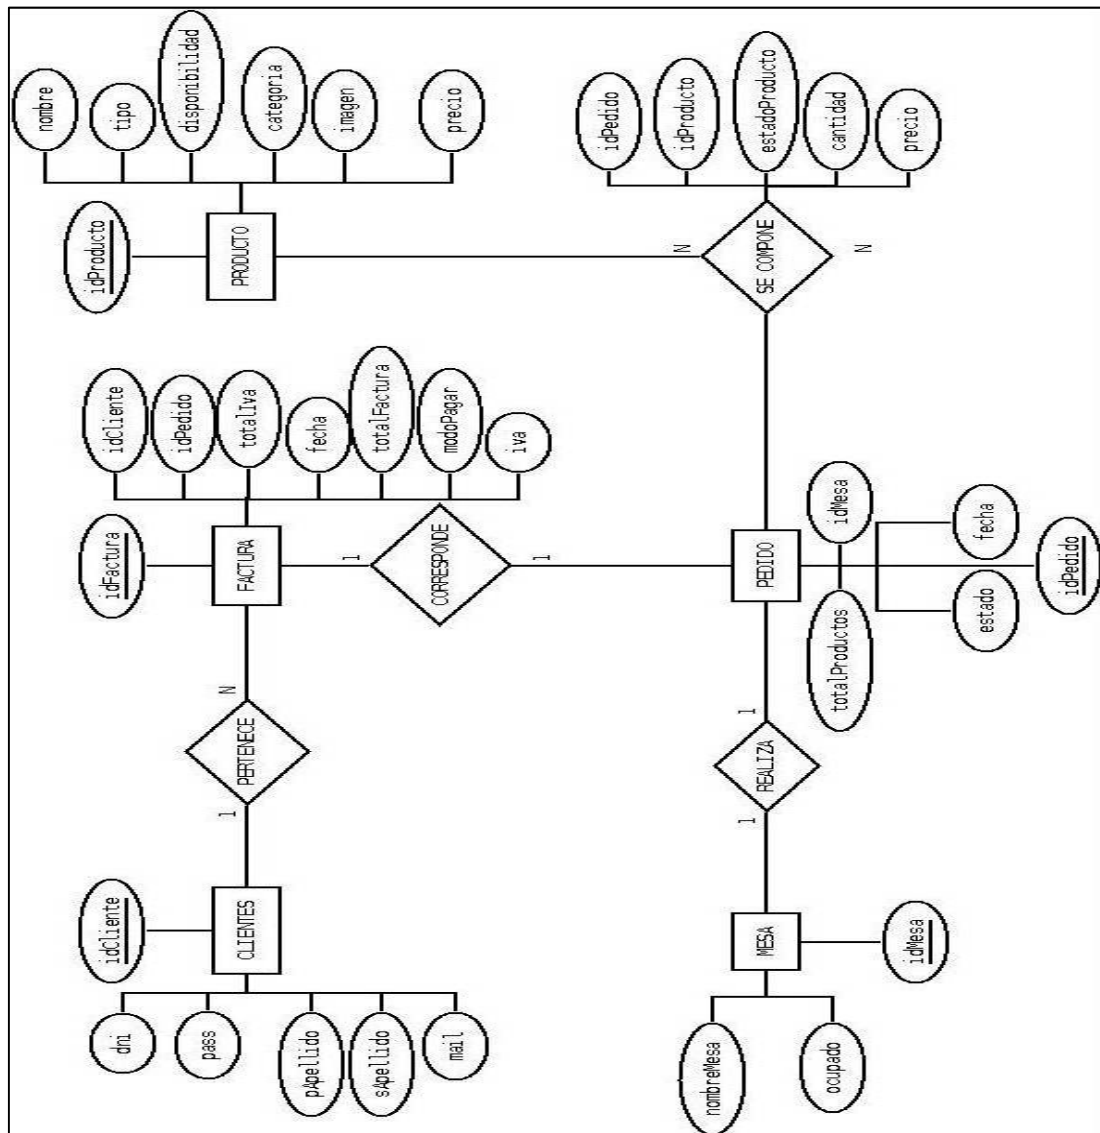 idCliente
dni
pass
pApellido
sApellido
mail
CLIENTES
1
PERTENECE
N
idFactura
FACTURA
idCliente
idPedido
totalIva
fecha
totalFactura
modoPagar
iva
1
CORRESPONDE
1
idProducto
PRODUCTO
nombre
tipo
disponibilidad
categoria
imagen
precio
N
nombreMesa
MESA
ocupado
idMesa
1
REALIZA
1
PEDIDO
totalProductos
idMesa
estado
fecha
idPedido
SE COMPONE
N
idPedido
idProducto
estadoProducto
cantidad
precio